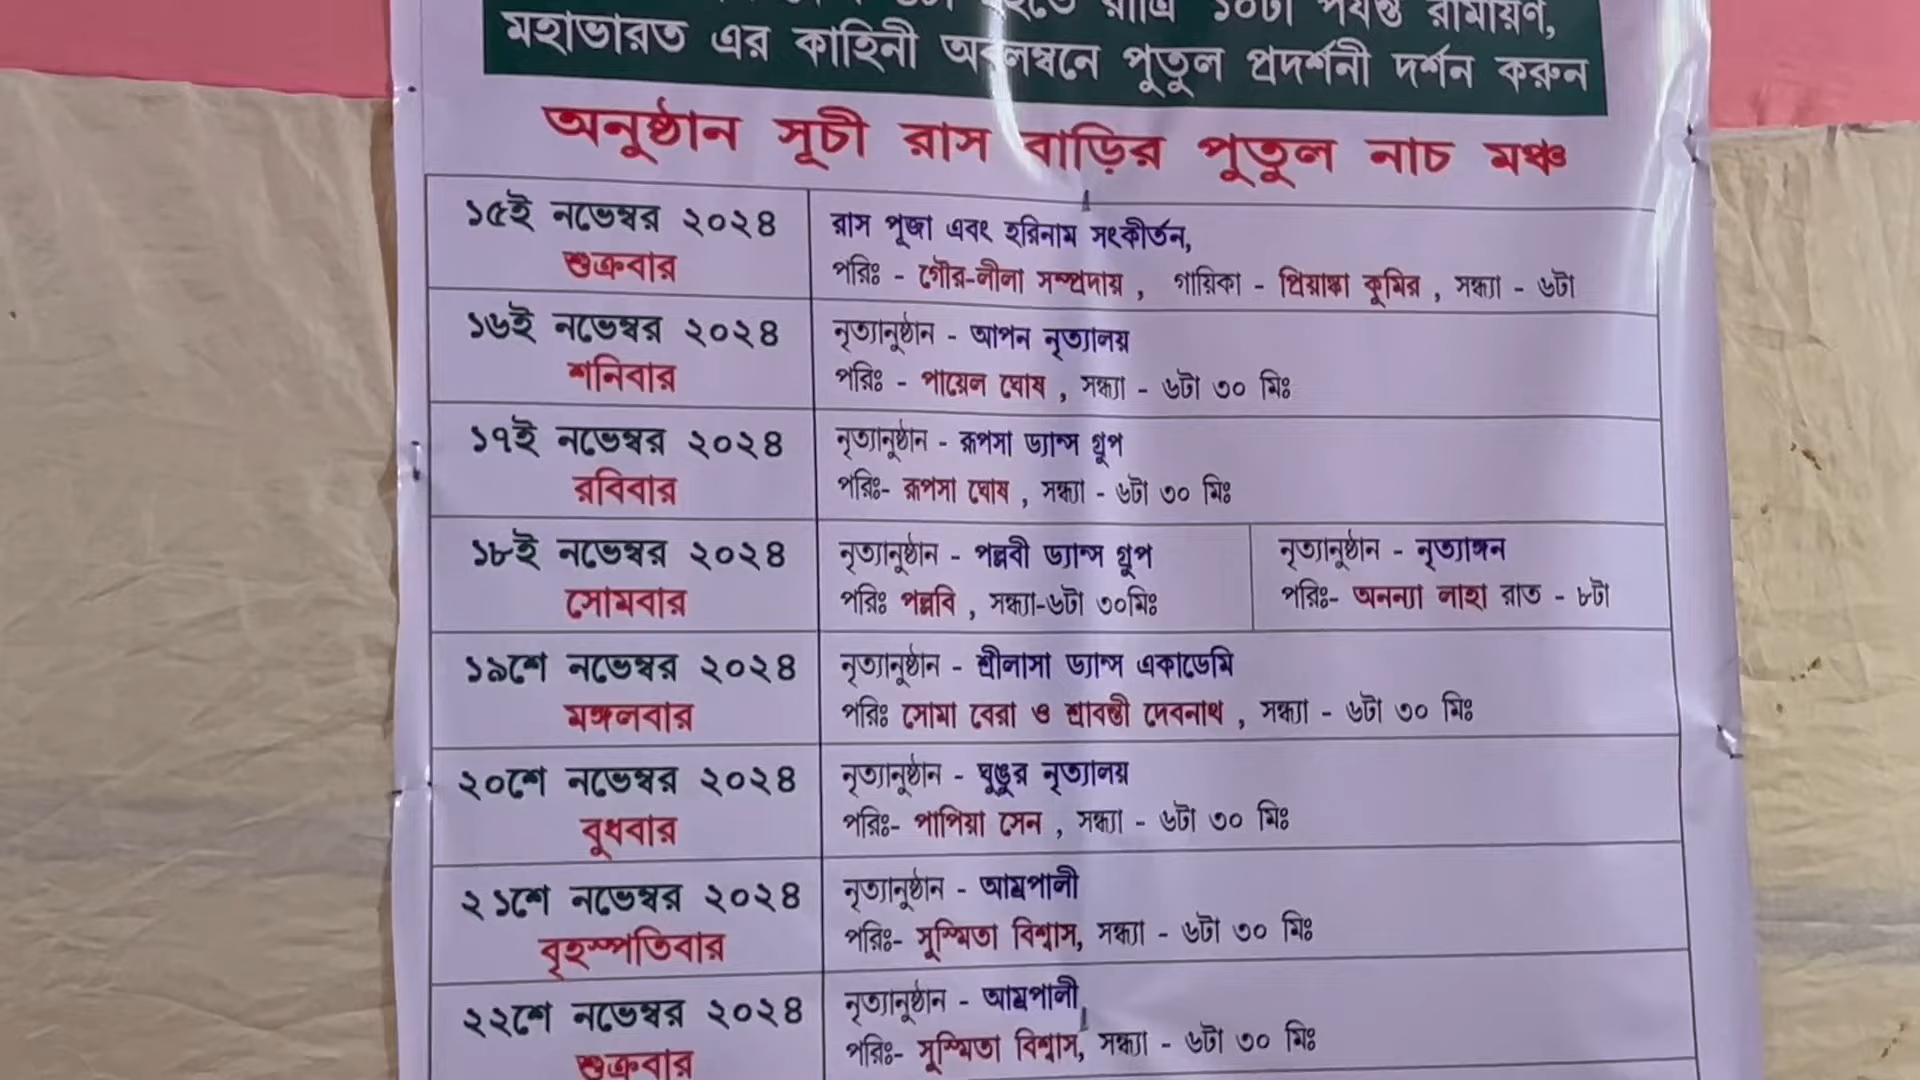 রাত্রি ১০টা পর্যন্ত রামায়ণ,
মহাভারত এর কাহিনী অবলম্বনে পুতুল প্রদর্শনী দর্শন করুন
অনুষ্ঠান সূচী রাস বাড়ির পুতুল নাচ মঞ্চ
১৫ই নভেম্বর ২০২৪
শুক্রবার
রাস পূজা এবং হরিনাম সংকীর্তন,
পরিঃ - গৌর-লীলা সম্প্রদায় , গায়িকা - প্রিয়াঙ্কা কুমির , সন্ধ্যা - ৬টা
১৬ই নভেম্বর ২০২৪
শনিবার
নৃত্যানুষ্ঠান - আপন নৃত্যালয়
পরিঃ - পায়েল ঘোষ , সন্ধ্যা - ৬টা ৩০ মিঃ
১৭ই নভেম্বর ২০২৪
রবিবার
নৃত্যানুষ্ঠান - রূপসা ড্যান্স গ্রুপ
পরিঃ- রূপসা ঘোষ , সন্ধ্যা - ৬টা ৩০ মিঃ
১৮ই নভেম্বর ২০২৪
সোমবার
নৃত্যানুষ্ঠান - পল্লবী ড্যান্স গ্রুপ
পরিঃ পল্লবি , সন্ধ্যা-৬টা ৩০মিঃ
নৃত্যানুষ্ঠান - নৃত্যাঙ্গন
পরিঃ- অনন্যা লাহা রাত - ৮টা
১৯শে নভেম্বর ২০২৪
মঙ্গলবার
নৃত্যানুষ্ঠান - শ্রীলাসা ড্যান্স একাডেমি
পরিঃ সোমা বেরা ও শ্রাবন্তী দেবনাথ , সন্ধ্যা - ৬টা ৩০ মিঃ
২০শে নভেম্বর ২০২৪
বুধবার
নৃত্যানুষ্ঠান - ঘুঙুর নৃত্যালয়
পরিঃ- পাপিয়া সেন , সন্ধ্যা - ৬টা ৩০ মিঃ
২১শে নভেম্বর ২০২৪
বৃহস্পতিবার
নৃত্যানুষ্ঠান - আম্রপালী
পরিঃ- সুস্মিতা বিশ্বাস, সন্ধ্যা - ৬টা ৩০ মিঃ
২২শে নভেম্বর ২০২৪
শুক্রবার
নৃত্যানুষ্ঠান - আম্রপালী
পরিঃ- সুস্মিতা বিশ্বাস, সন্ধ্যা - ৬টা ৩০ মিঃ